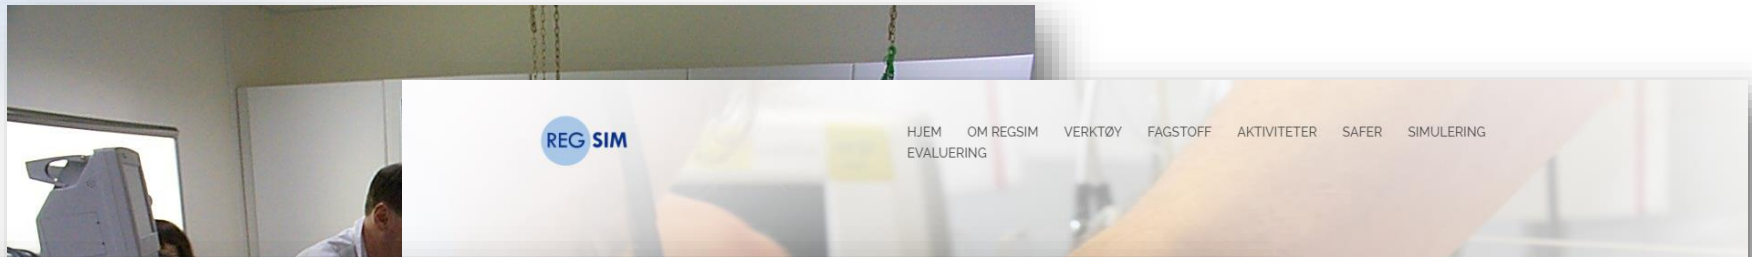 REG SIM
HJEM OM REGSIM VERKTØY FAGSTOFF AKTIVITETER SAFER SIMULERING
EVALUERING